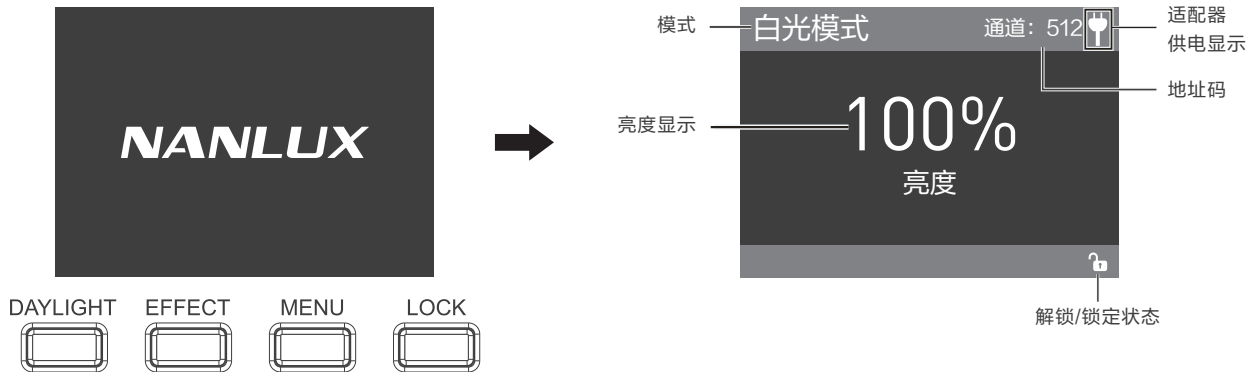 NANLUX
DAYLIGHT EFFECT MENU LOCK
模式
白光模式 通道：512
适配器
供电显示
地址码
亮度显示
100%
亮度
解锁/锁定状态